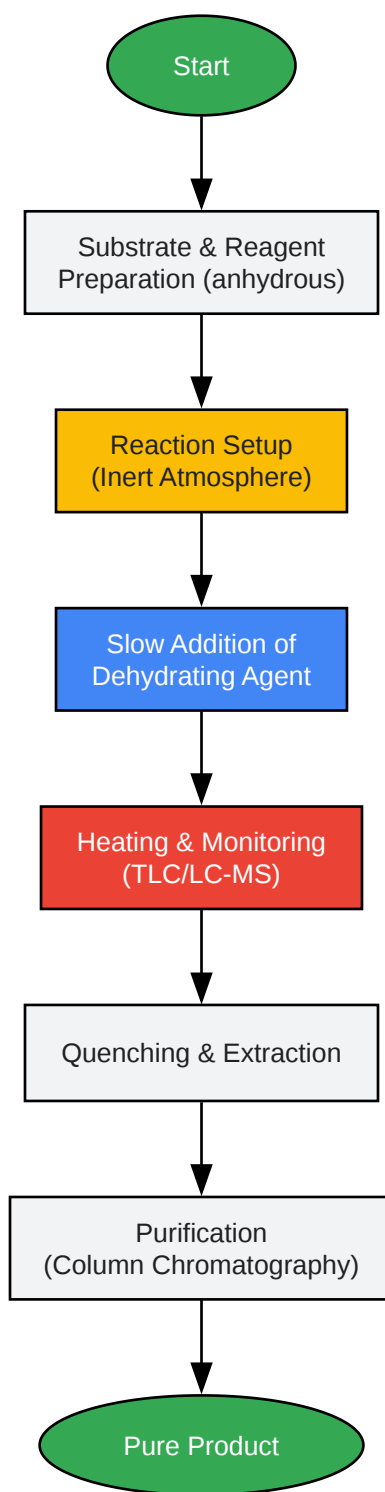 Start
Substrate & Reagent
Preparation (anhydrous)
Reaction Setup
(Inert Atmosphere)
Slow Addition of
Dehydrating Agent
Heating & Monitoring
(TLC/LC-MS)
Quenching & Extraction
Purification
(Column Chromatography)
Pure Product